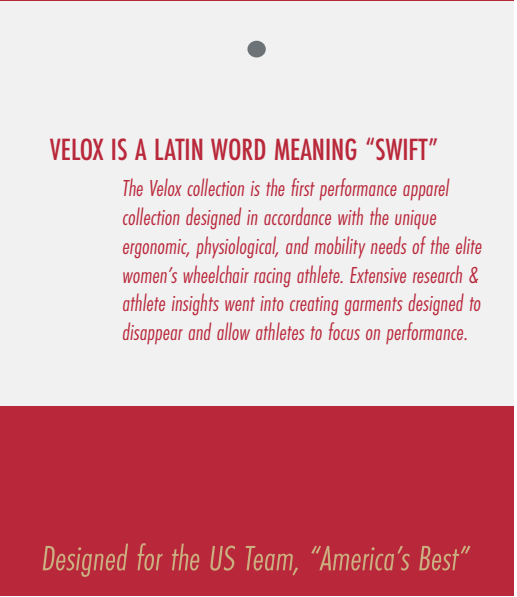 VELOX IS A LATIN WORD MEANING “SWIFT”
The Velox collection is the first performance apparel
collection designed in accordance with the unique
ergonomic, physiological, and mobility needs of the elite
women’s wheelchair racing athlete. Extensive research &
athlete insights went into creating garments designed to
disappear and allow athletes to focus on performance.
Designed for the US Team, “America’s Best”